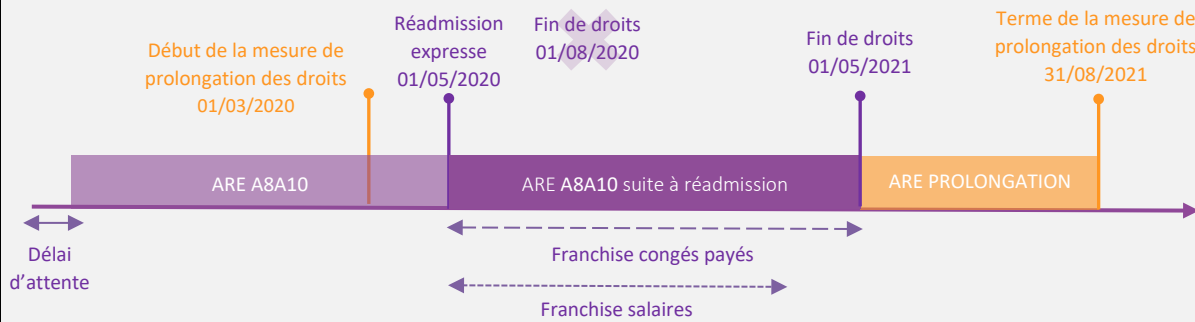 Début de la mesure de
prolongation des droits
01/03/2020
Réadmission
expresse
01/05/2020
Fin de droits
01/08/2020
Fin de droits
01/05/2021
Terme de la mesure de
prolongation des droits
31/08/2021
ARE A8A10
ARE A8A10 suite à réadmission
ARE PROLONGATION
Délai
d’attente
Franchise congés payés
Franchise salaires